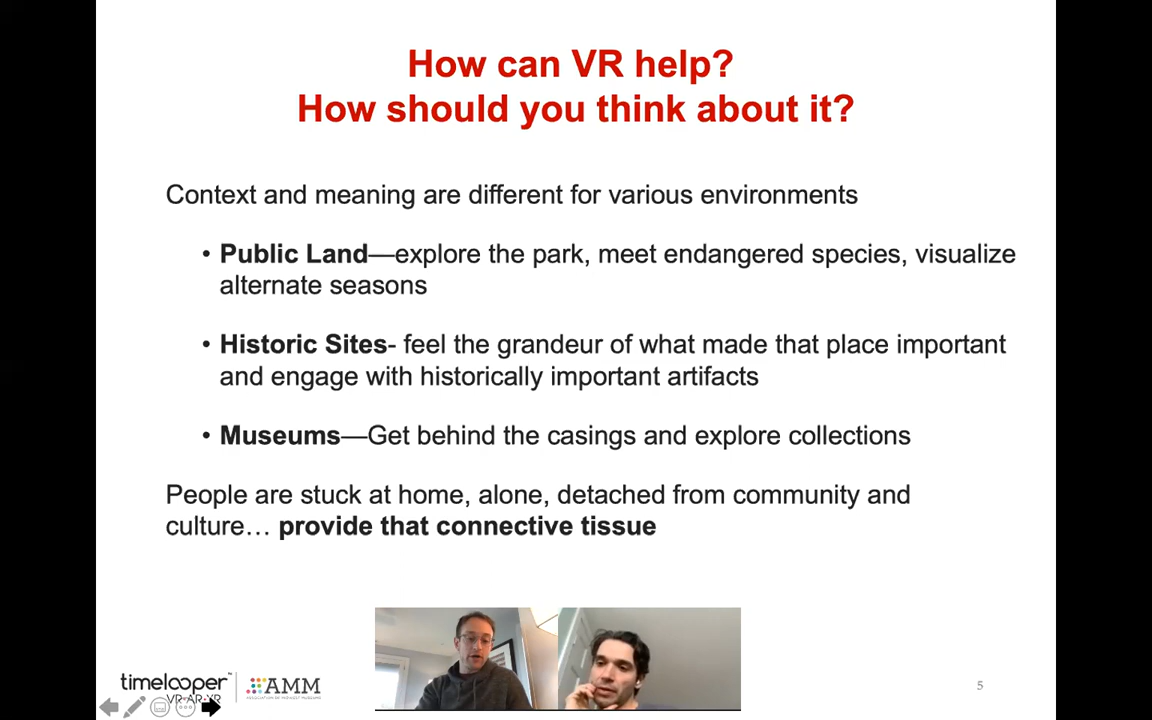 How can VR help?
How should you think about it?
Context and meaning are different for various environments
• Public Land—explore the park, meet endangered species, visualize
alternate seasons
• Historic Sites- feel the grandeur of what made that place important
and engage with historically important artifacts
• Museums—Get behind the casings and explore collections
People are stuck at home, alone, detached from community and
culture… provide that connective tissue
timelooper™
VR·AR·XR
AMM
ASSOCIATION OF MIDWEST MUSEUMS
5